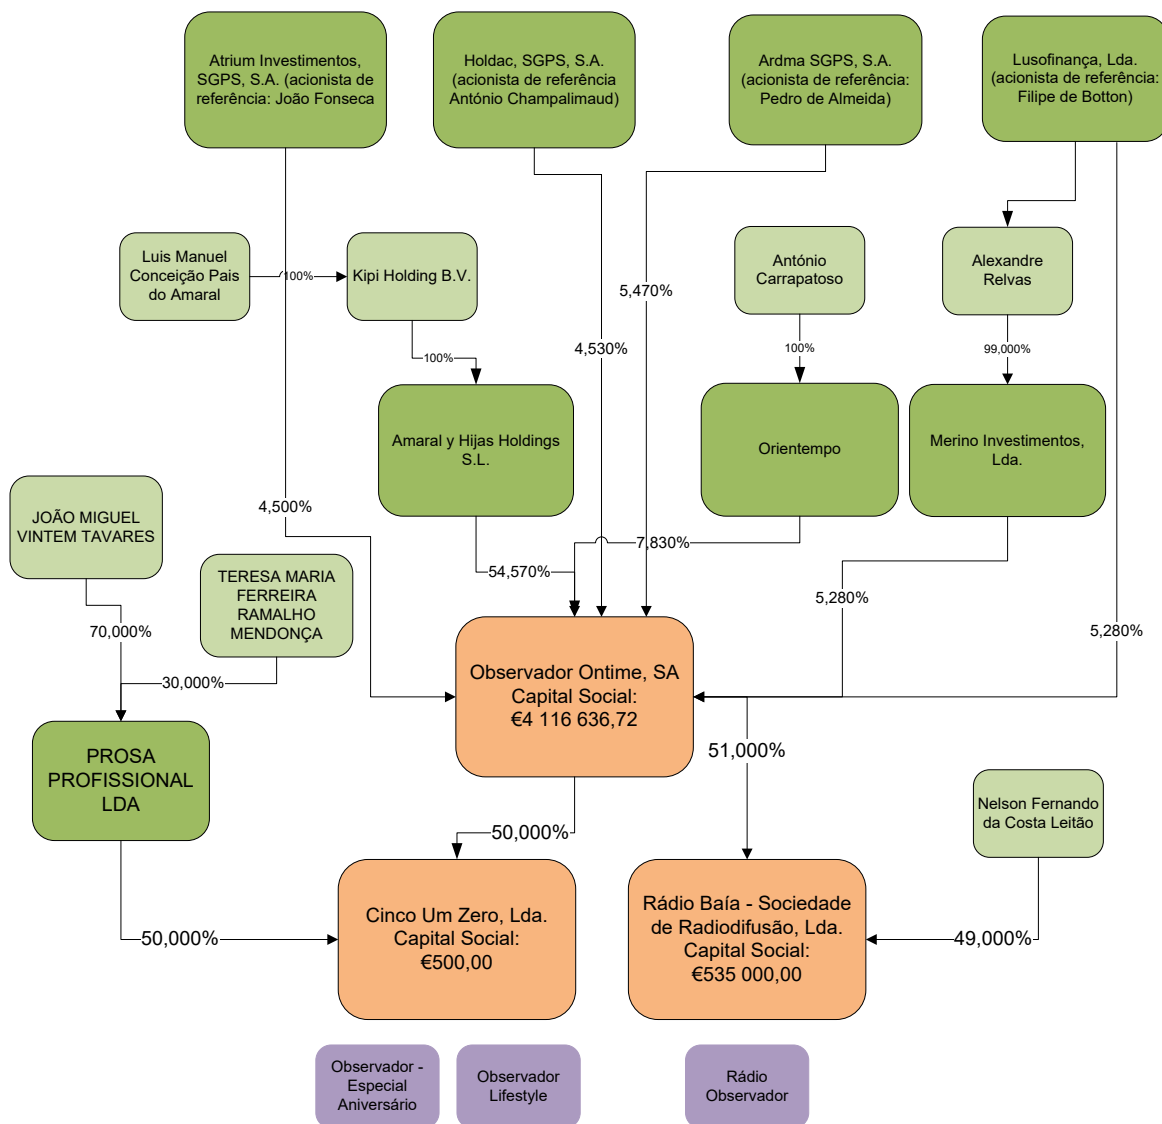 Atrium Investimentos,
SGPS, S.A. (acionista de
referência: João Fonseca
Holdac, SGPS, S.A.
(acionista de referência
António Champalimaud)
Ardma SGPS, S.A.
(acionista de referência:
Pedro de Almeida)
Lusofinança, Lda.
(acionista de referência:
Filipe de Botton)
Luis Manuel
Conceição Pais
do Amaral
100%
Kipi Holding B.V.
António
Carrapatoso
Alexandre
Relvas
5,470%
4,530%
100%
100%
99,000%
Amaral y Hijas Holdings
S.L.
Orientempo
Merino Investimentos,
Lda.
JOÃO MIGUEL
VINTEM TAVARES
4,500%
7,830%
54,570%
TERESA MARIA
FERREIRA
RAMALHO
MENDONÇA
5,280%
5,280%
70,000%
30,000%
Observador Ontime, SA
Capital Social:
€4 116 636,72
PROSA
PROFISSIONAL
LDA
51,000%
Nelson Fernando
da Costa Leitão
50,000%
Cinco Um Zero, Lda.
Capital Social:
€500,00
Rádio Baía - Sociedade
de Radiodifusão, Lda.
Capital Social:
€535 000,00
50,000%
49,000%
Observador -
Especial
Aniversário
Observador
Lifestyle
Rádio
Observador